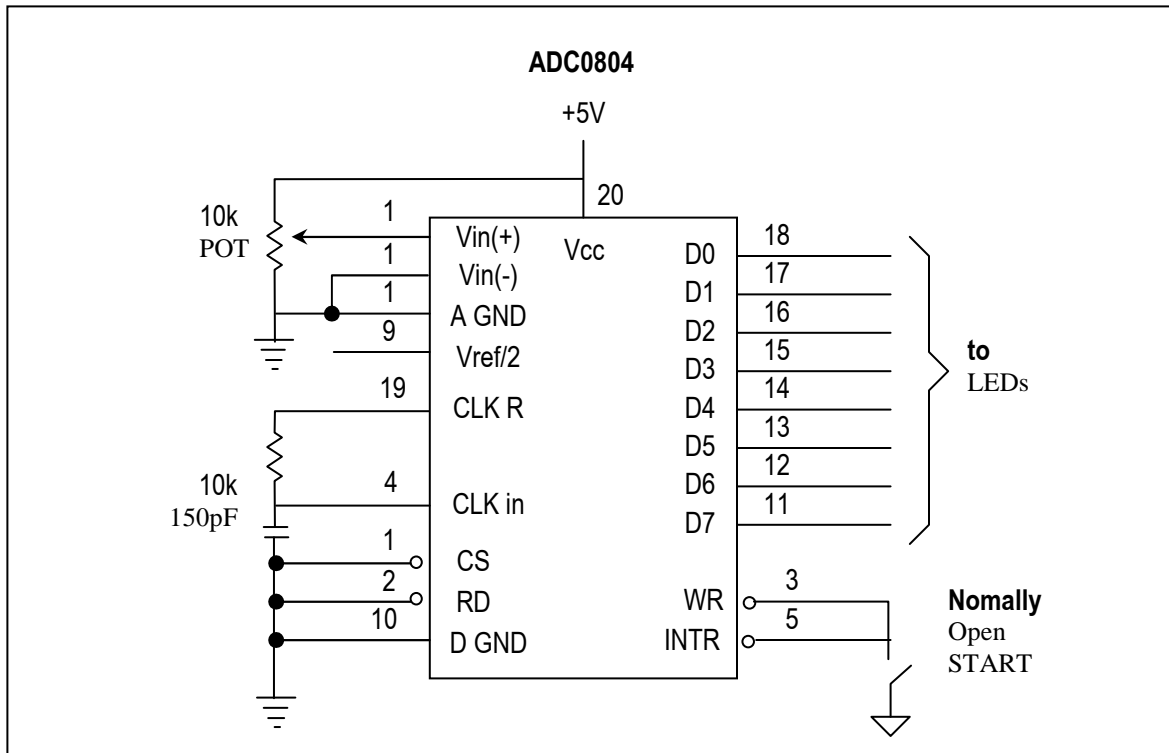 ADC0804
+5V
20
10k
POT
1
Vin(+)
Vcc
1
Vin(-)
1
A GND
9
Vref/2
19
CLK R
10k
150pF
4
CLK in
1
CS
2
RD
10
D GND
18
D0
17
D1
16
D2
15
D3
14
D4
13
D5
12
D6
11
D7
to
LEDs
3
WR
5
INTR
Nomally
Open
START